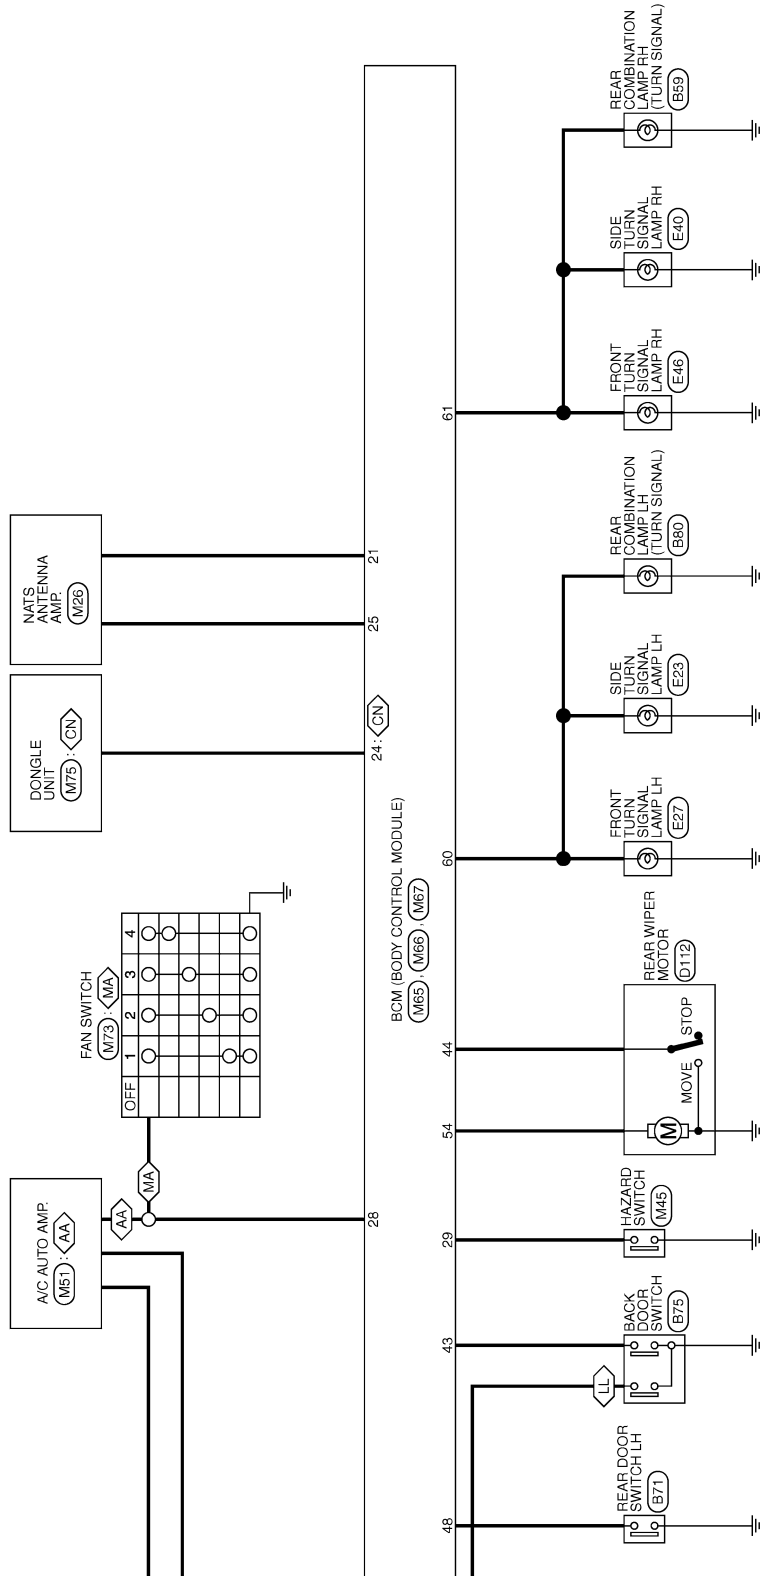 NATS
ANTENNA
AMP.
M26
21
25
DONGLE
UNIT
M75 : CN
24: CN
FAN SWITCH
M73 : MA
OFF 1 2 3 4
A/C AUTO AMP.
M51 : AA
AA
MA
28
BCM (BODY CONTROL MODULE)
M65 , M66 , M67
61
60
44
54
29
43
48
REAR
COMBINATION
LAMP RH
(TURN SIGNAL)
B59
SIDE
TURN
SIGNAL
LAMP RH
E40
FRONT
TURN
SIGNAL
LAMP RH
E46
REAR
COMBINATION
LAMP LH
(TURN SIGNAL)
B80
SIDE
TURN
SIGNAL
LAMP LH
E23
FRONT
TURN
SIGNAL
LAMP LH
E27
REAR WIPER
MOTOR
D112
STOP
MOVE
M
HAZARD
SWITCH
M45
BACK
DOOR
SWITCH
B75
LL
REAR DOOR
SWITCH LH
B71